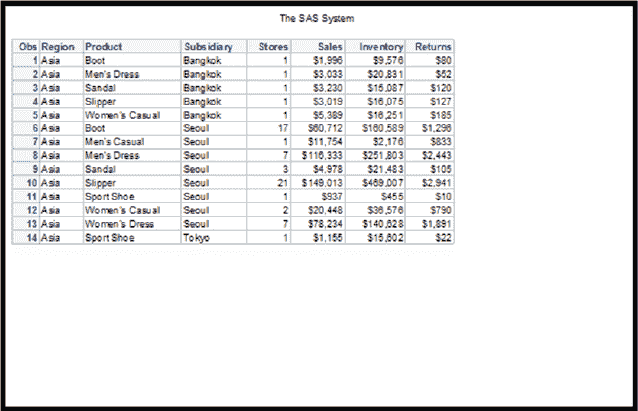 The SAS System
Obs Region Product Subsidiary Stores Sales Inventory Returns
1 Asia Boot Bangkok 1 $1,996 $9,576 $80
2 Asia Men's Dress Bangkok 1 $3,033 $20,831 $52
3 Asia Sandal Bangkok 1 $3,230 $15,087 $120
4 Asia Slipper Bangkok 1 $3,019 $16,075 $127
5 Asia Women's Casual Bangkok 1 $5,389 $16,251 $185
6 Asia Boot Seoul 17 $60,712 $160,589 $1,296
7 Asia Men's Casual Seoul 1 $11,754 $2,176 $833
8 Asia Men's Dress Seoul 7 $116,333 $251,803 $2,443
9 Asia Sandal Seoul 3 $4,978 $21,483 $105
10 Asia Slipper Seoul 21 $149,013 $469,007 $2,941
11 Asia Sport Shoe Seoul 1 $937 $455 $10
12 Asia Women's Casual Seoul 2 $20,448 $36,576 $790
13 Asia Women's Dress Seoul 7 $78,234 $140,628 $1,891
14 Asia Sport Shoe Tokyo 1 $1,155 $15,602 $22